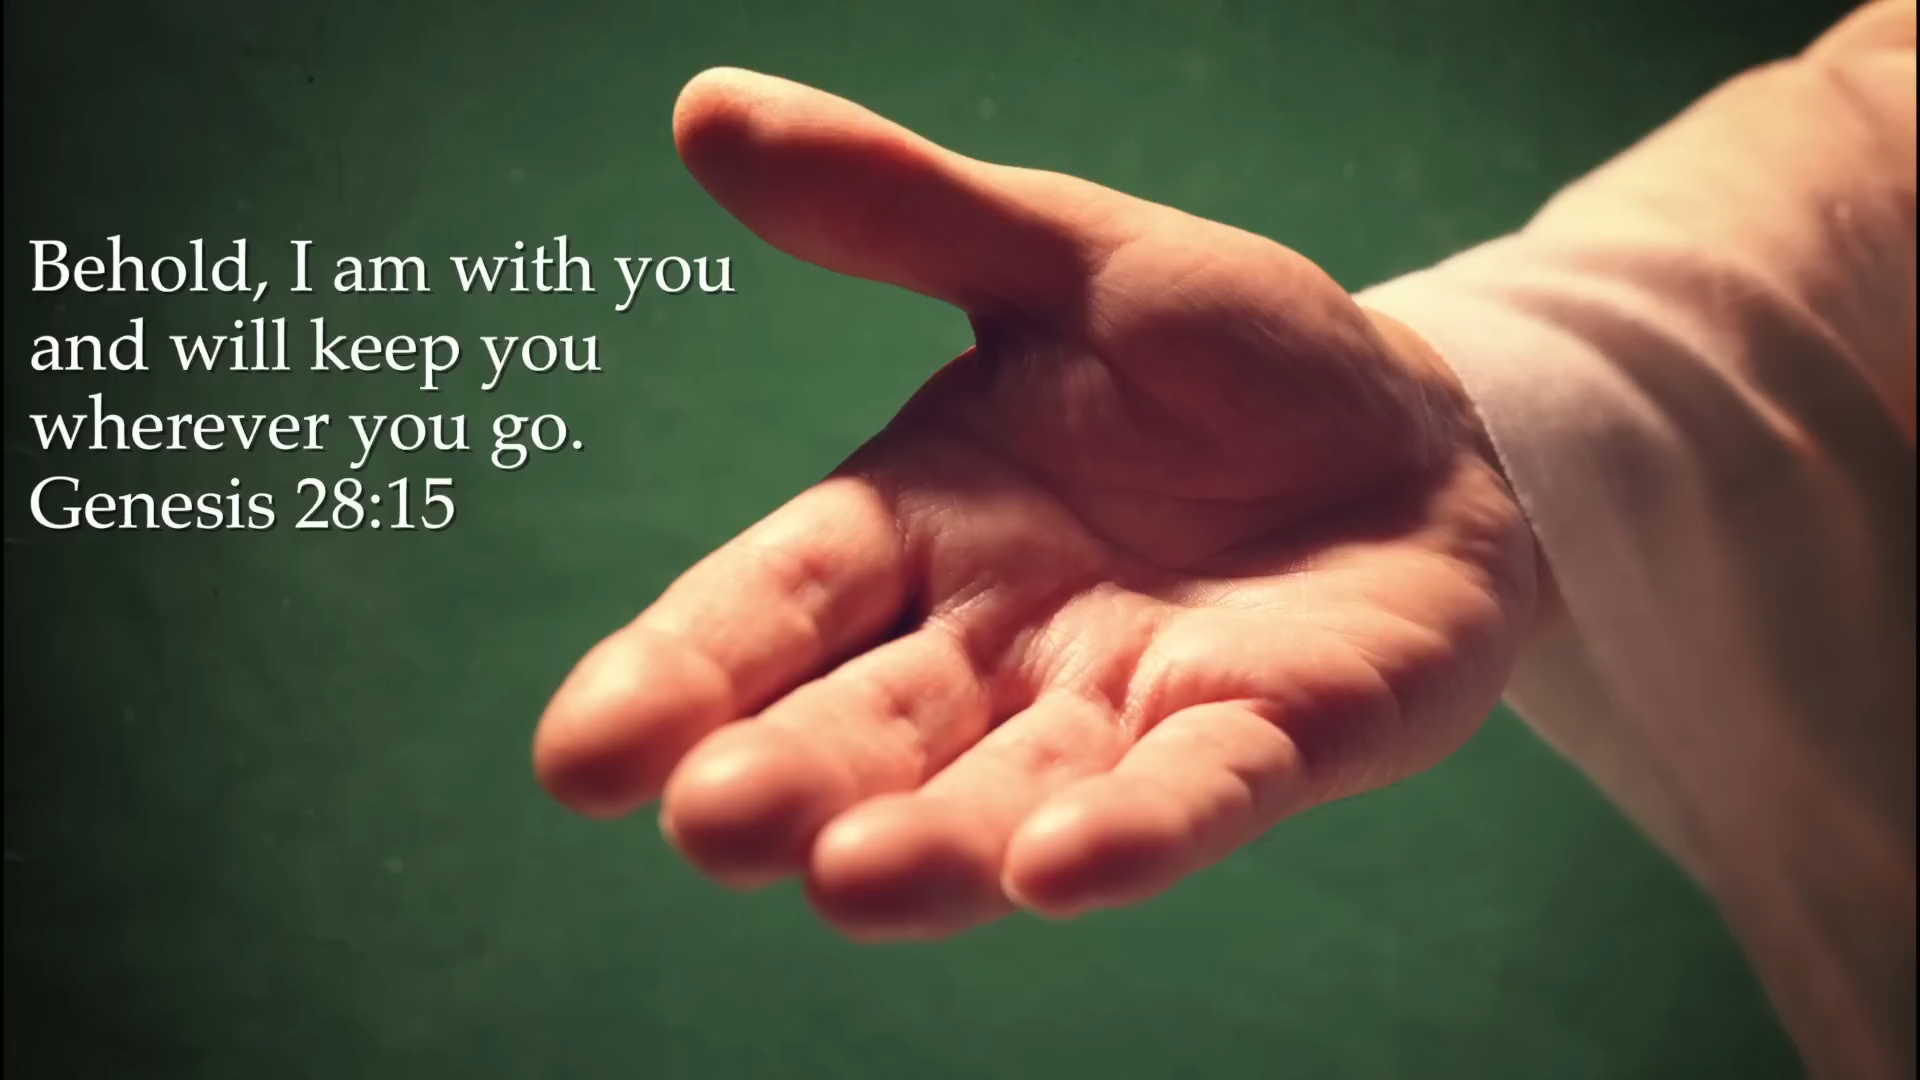 Behold, I am with you
and will keep you
wherever you go.
Genesis 28:15